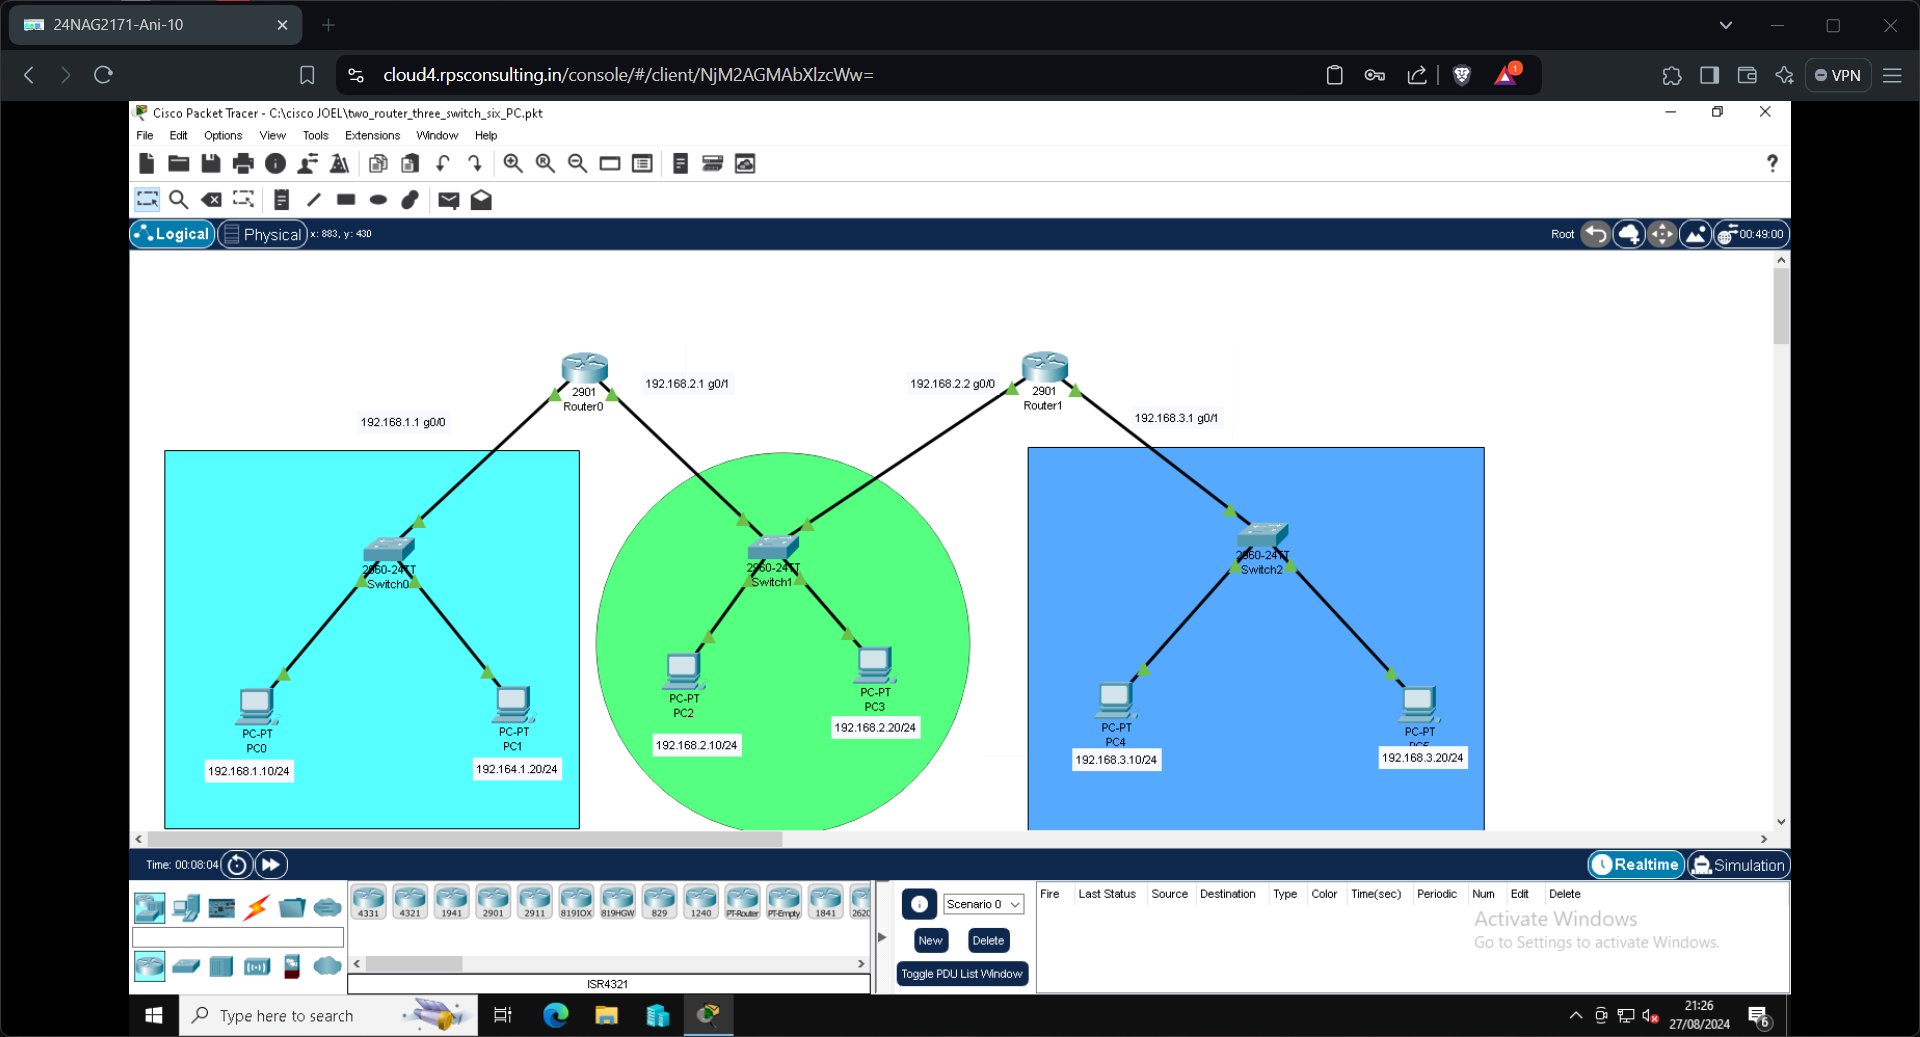 24NAG2171-Ani-10
cloud4.rpsconsulting.in/console/#/client/NjM2AGMAbXlzcWw=
1
VPN
Cisco Packet Tracer - C:\cisco JOEL\two_router_three_switch_six_PC.pkt
File Edit Options View Tools Extensions Window Help
?
Logical Physical x: 883, y: 430
Root 00:49:00
2901
Router0
192.168.2.1 g0/1
192.168.2.2 g0/0
2901
Router1
192.168.1.1 g0/0
192.168.3.1 g0/1
2960-24TT
Switch0
2960-24TT
Switch1
2960-24TT
Switch2
PC-PT
PC0
192.168.1.10/24
PC-PT
PC1
192.164.1.20/24
PC-PT
PC2
192.168.2.10/24
PC-PT
PC3
192.168.2.20/24
PC-PT
PC4
192.168.3.10/24
PC-PT
PC5
192.168.3.20/24
Time: 00:08:04
Realtime Simulation
4331 4321 1941 2901 2911 819IOX 819HGW 829 1240 PT-Router PT-Empty 1841 2620
ISR4321
Scenario 0
New Delete
Toggle PDU List Window
Fire Last Status Source Destination Type Color Time(sec) Periodic Num Edit Delete
Activate Windows
Go to Settings to activate Windows.
Type here to search
21:26
27/08/2024
6